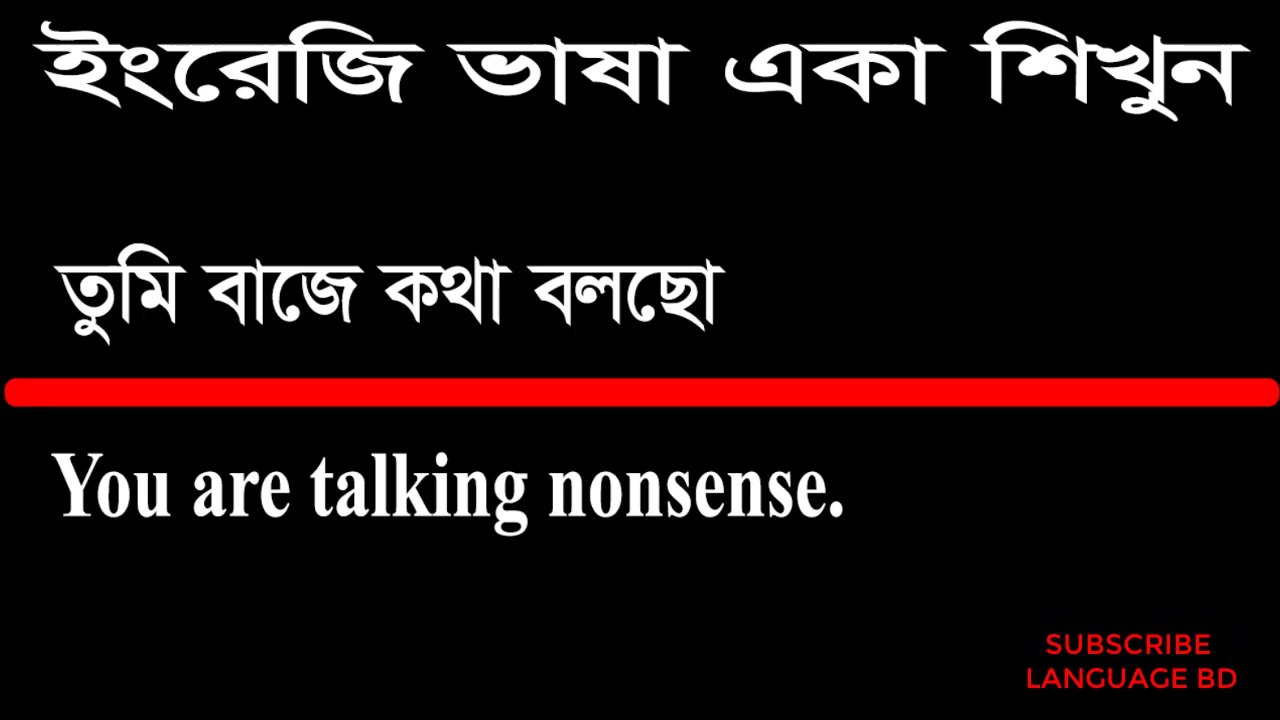 ইংরেজি ভাষা একা শিখুন
তুমি বাজে কথা বলছো
You are talking nonsense.
SUBSCRIBE
LANGUAGE BD